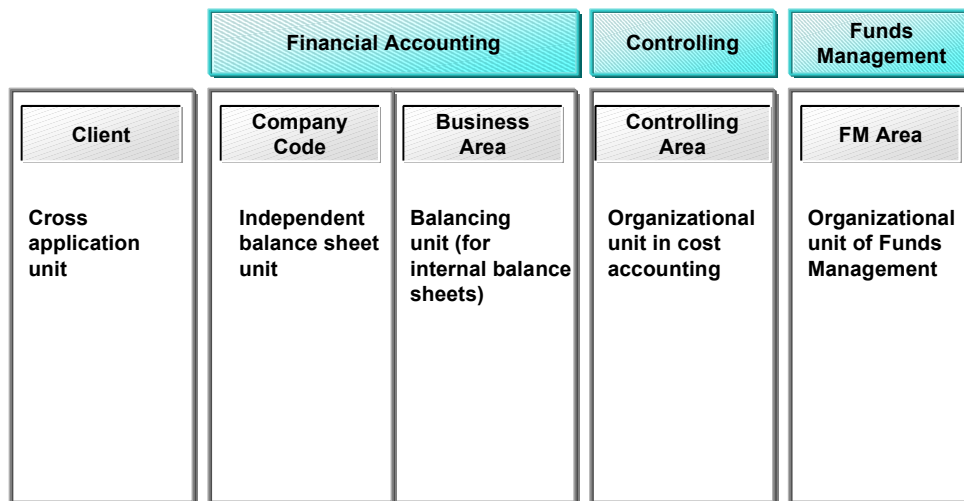 Financial Accounting
Controlling
Funds
Management
Client
Company
Code
Business
Area
Controlling
Area
FM Area
Cross
application
unit
Independent
balance sheet
unit
Balancing
unit (for
internal balance
sheets)
Organizational
unit in cost
accounting
Organizational
unit of Funds
Management